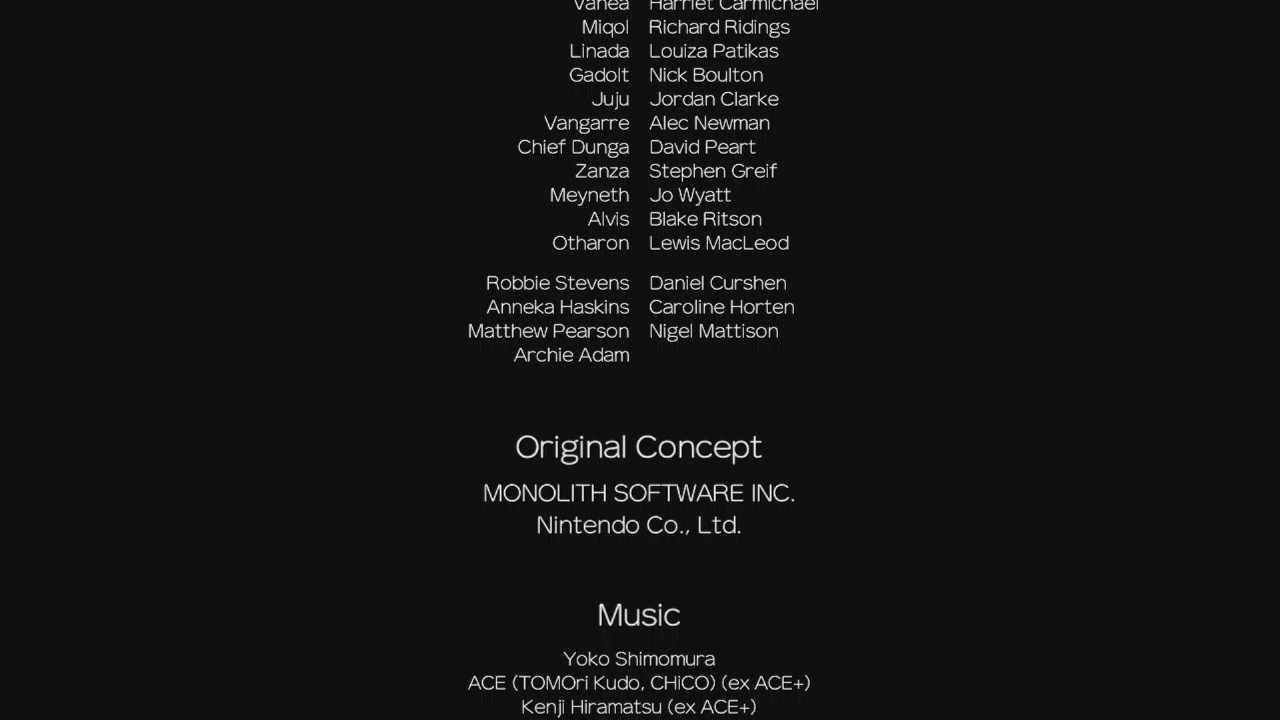 Vanea Harriet Carmichael
Miqol Richard Ridings
Linada Louiza Patikas
Gadolt Nick Boulton
Juju Jordan Clarke
Vangarre Alec Newman
Chief Dunga David Peart
Zanza Stephen Greif
Meyneth Jo Wyatt
Alvis Blake Ritson
Otharon Lewis MacLeod
Robbie Stevens Daniel Curshen
Anneka Haskins Caroline Horten
Matthew Pearson Nigel Mattison
Archie Adam
Original Concept
MONOLITH SOFTWARE INC.
Nintendo Co., Ltd.
Music
Yoko Shimomura
ACE (TOMOri Kudo, CHiCO) (ex ACE+)
Kenji Hiramatsu (ex ACE+)